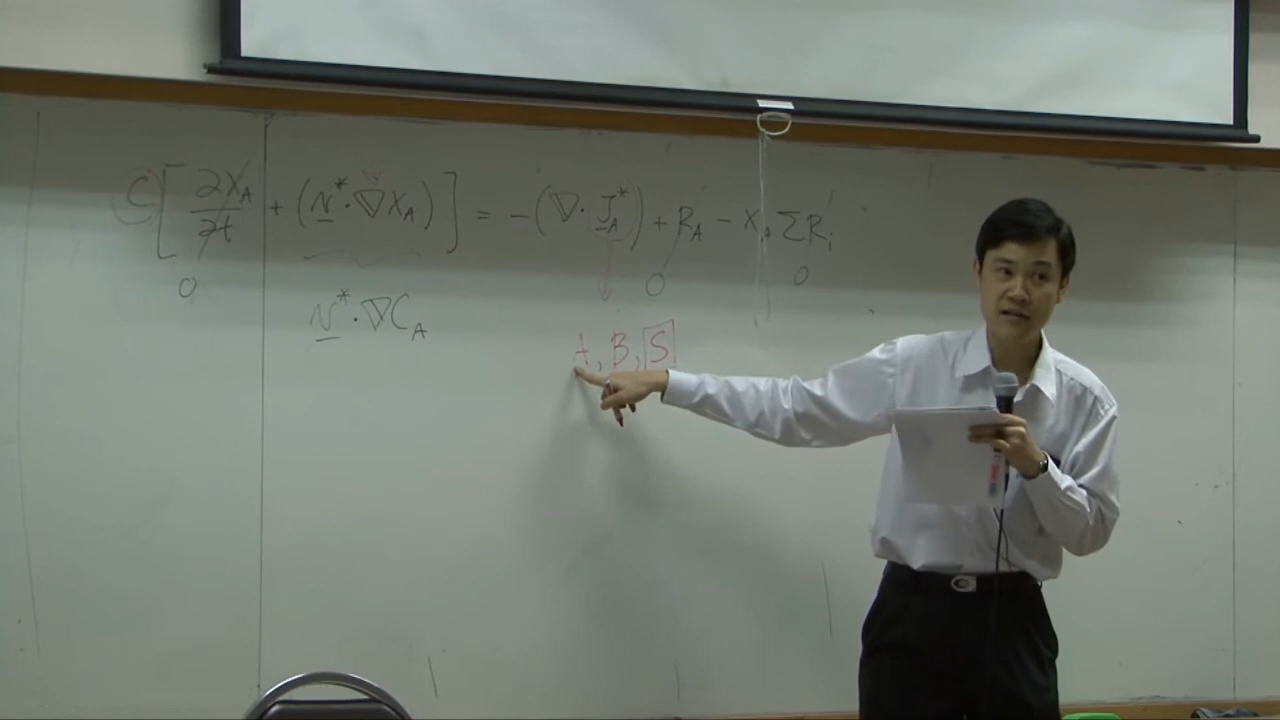 C[∂X_A/∂t + (N* · ∇X_A)] = −(∇ · J_A*) + R_A − X_A ΣR_i
0 0 0
N* · ∇C_A
A, B, S